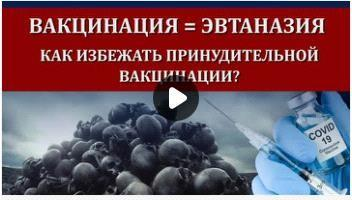 ВАКЦИНАЦИЯ = ЭВТАНАЗИЯ
КАК ИЗБЕЖАТЬ ПРИНУДИТЕЛЬНОЙ
ВАКЦИНАЦИИ?
COVID
19